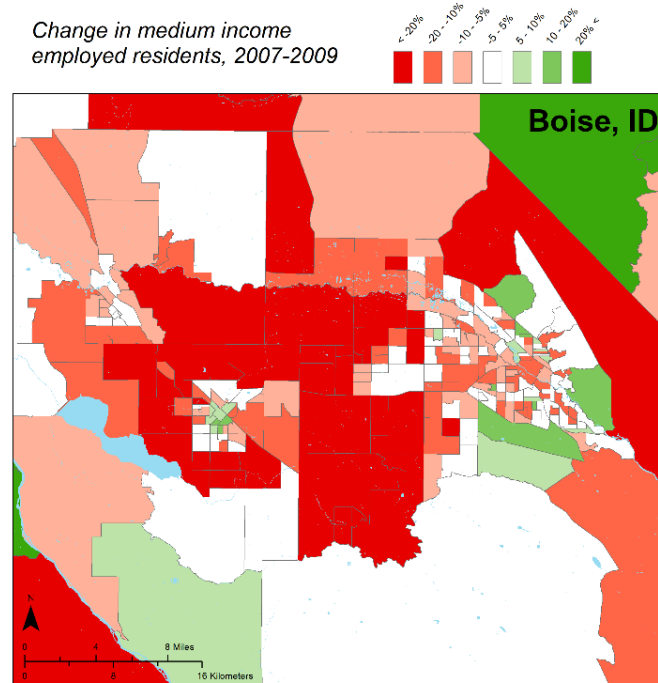 Change in medium income
employed residents, 2007-2009
< -20%
-20 - -10%
-10 - -5%
-5 - 5%
5 - 10%
10 - 20%
20% <
Boise, ID
N
0 4 8 Miles
0 8 16 Kilometers